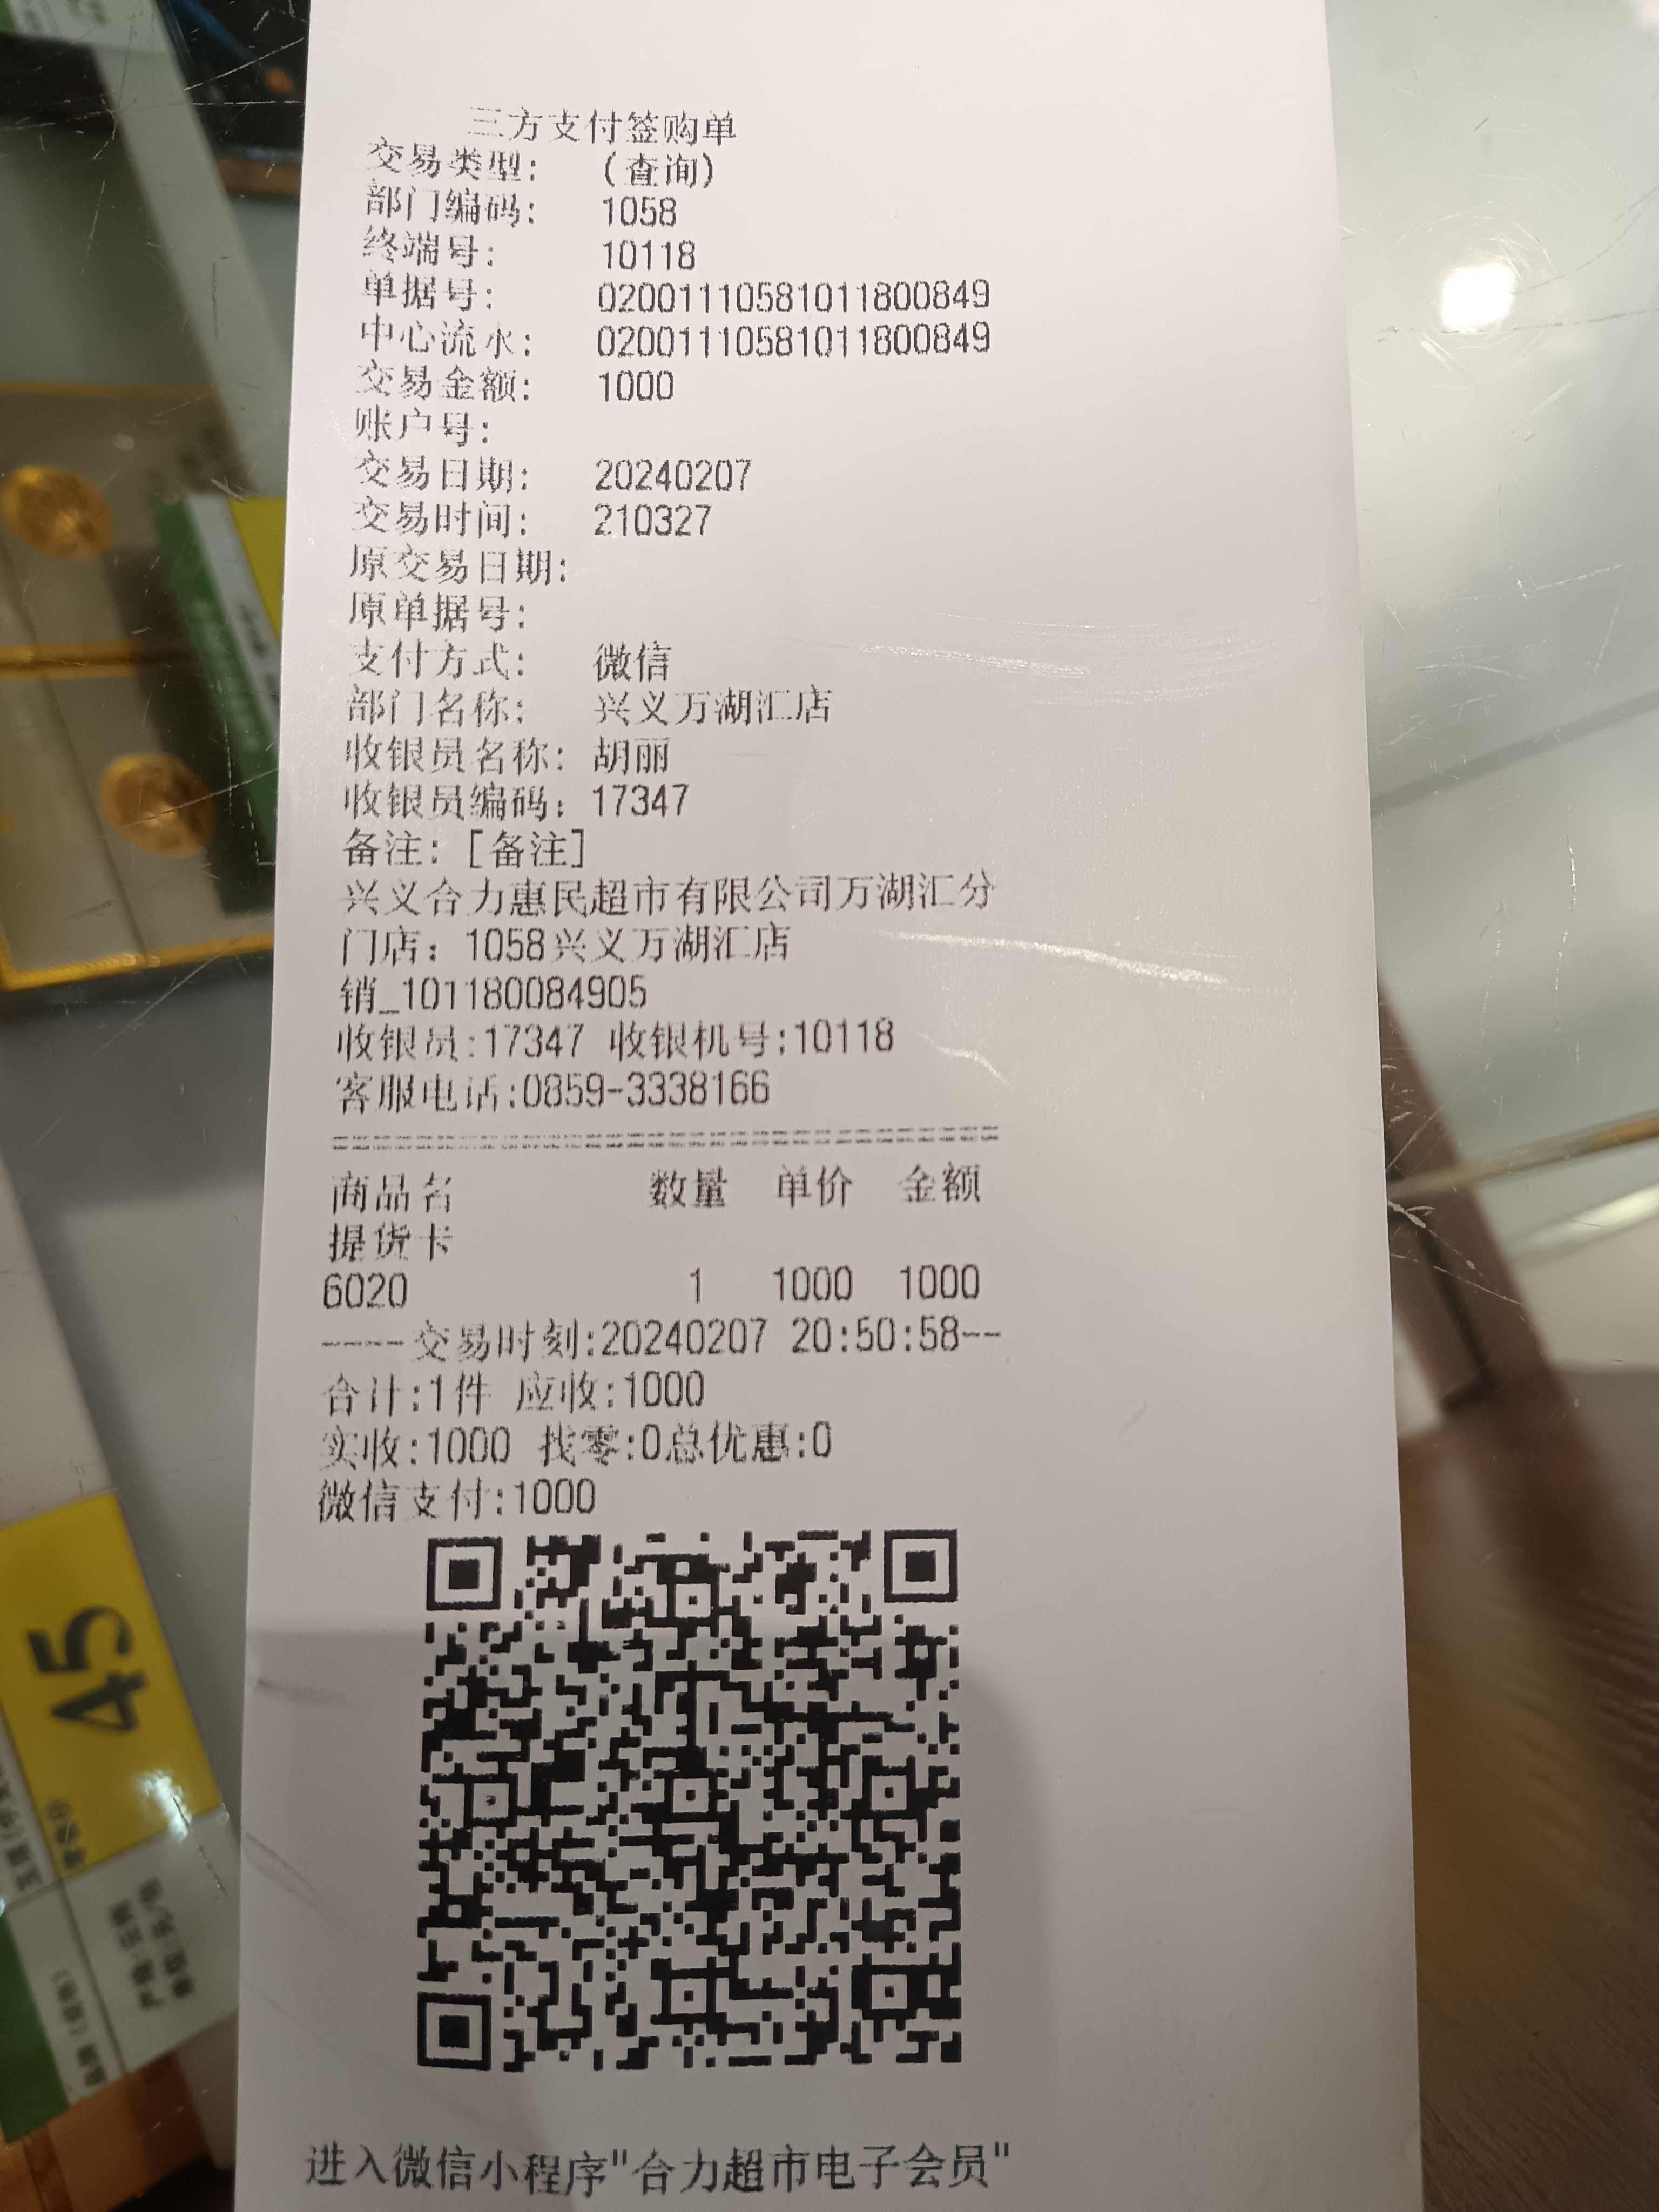 三方支付签购单
交易类型: (查询)
部门编码: 1058
终端号: 10118
单据号: 02001110581011800849
中心流水: 02001110581011800849
交易金额: 1000
账户号:
交易日期: 20240207
交易时间: 210327
原交易日期:
原单据号:
支付方式: 微信
部门名称: 兴义万湖汇店
收银员名称: 胡丽
收银员编码: 17347
备注: [备注]
兴义合力惠民超市有限公司万湖汇分
门店: 1058兴义万湖汇店
销_101180084905
收银员:17347 收银机号:10118
客服电话:0859-3338166
商品名 数量 单价 金额
提货卡
6020 1 1000 1000
----交易时刻:20240207 20:50:58--
合计:1件 应收:1000
实收:1000 找零:0总优惠:0
微信支付:1000
进入微信小程序"合力超市电子会员"
45